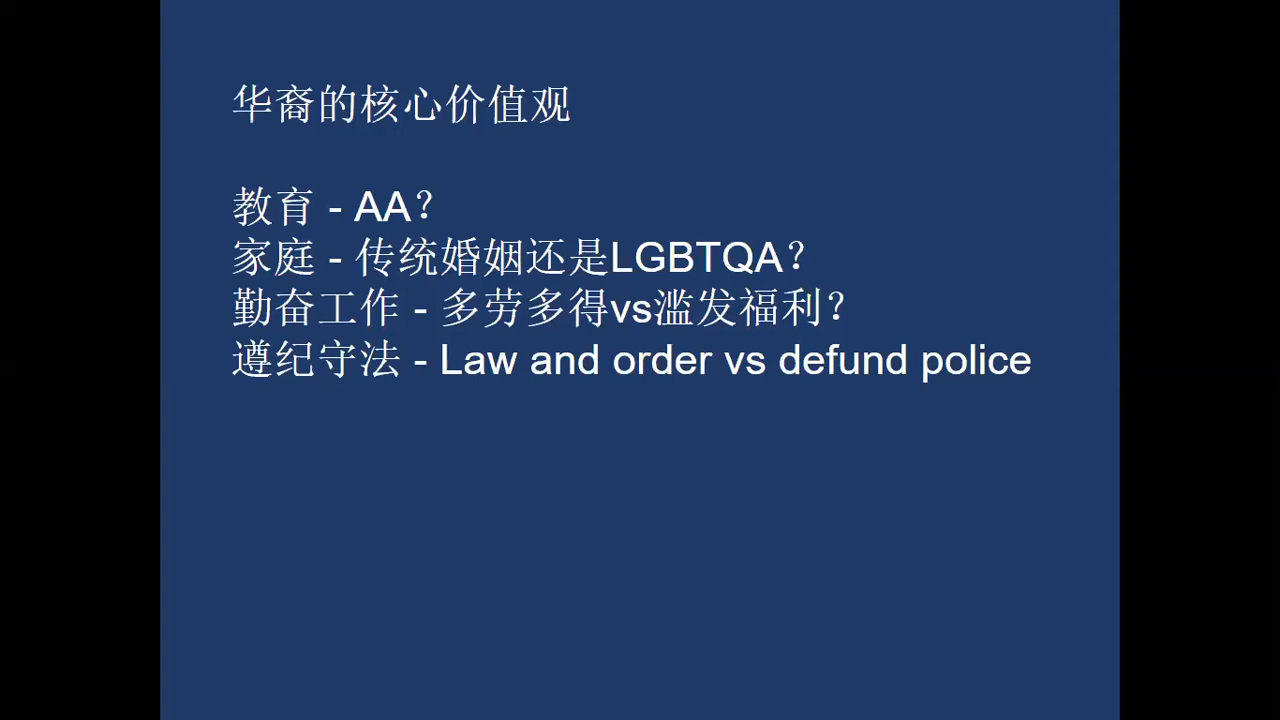 华裔的核心价值观
教育 - AA？
家庭 - 传统婚姻还是LGBTQA？
勤奋工作 - 多劳多得vs滥发福利？
遵纪守法 - Law and order vs defund police